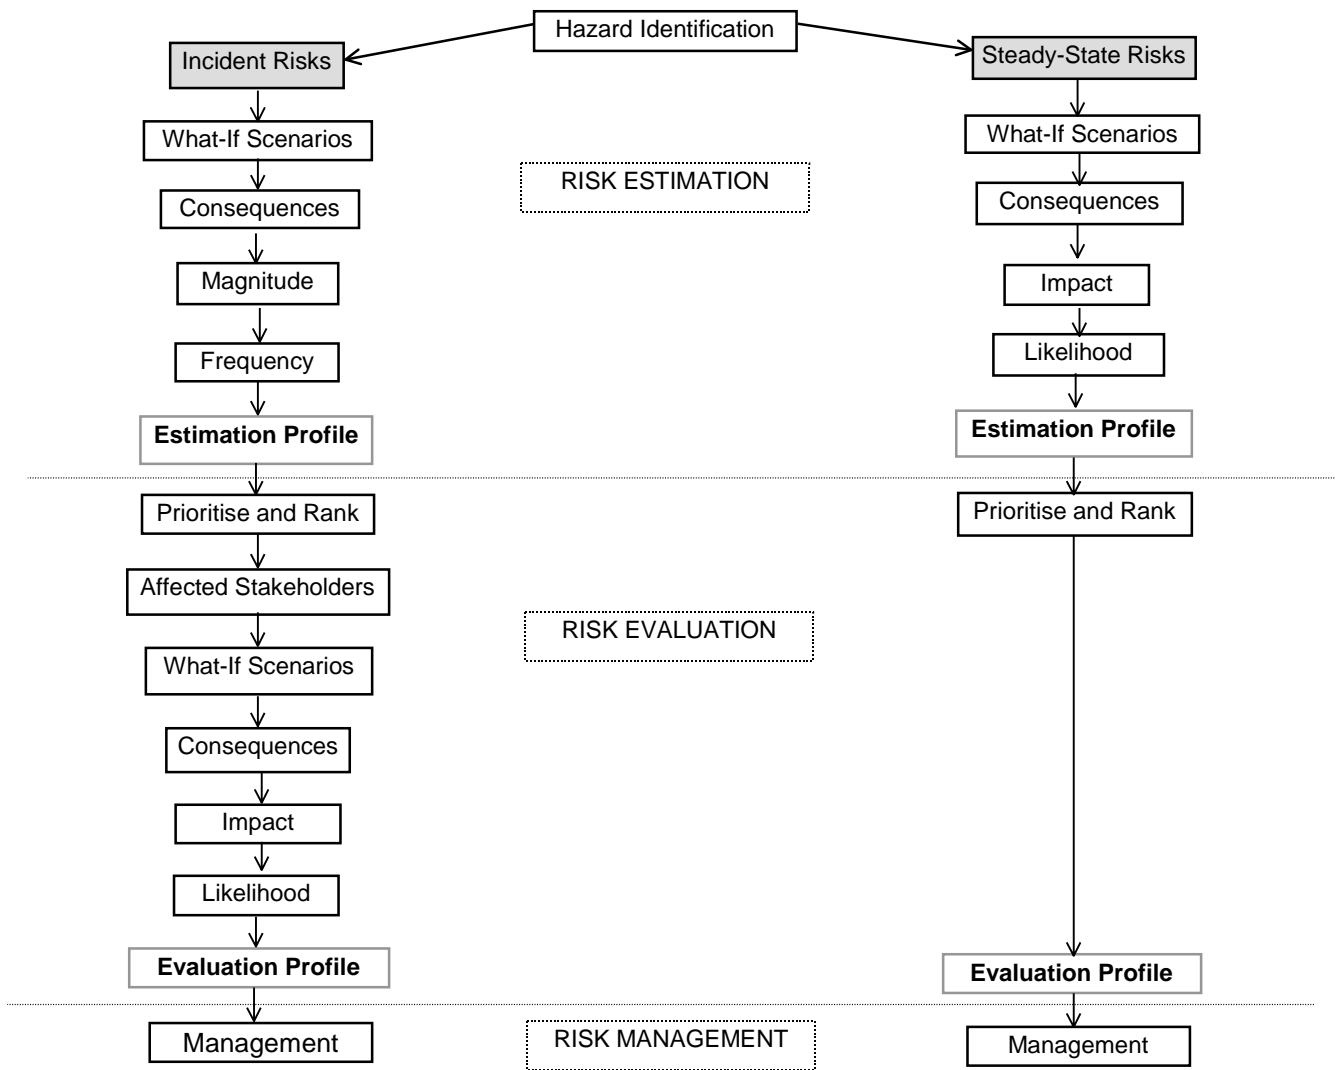 Hazard Identification
Incident Risks
Steady-State Risks
What-If Scenarios
What-If Scenarios
RISK ESTIMATION
Consequences
Consequences
Magnitude
Impact
Frequency
Likelihood
Estimation Profile
Estimation Profile
Prioritise and Rank
Prioritise and Rank
Affected Stakeholders
RISK EVALUATION
What-If Scenarios
Consequences
Impact
Likelihood
Evaluation Profile
Evaluation Profile
Management
RISK MANAGEMENT
Management